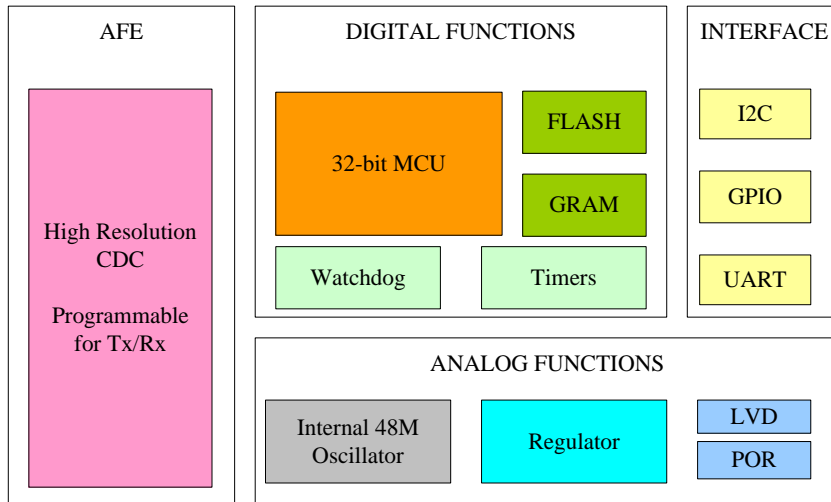 AFE
High Resolution
CDC
Programmable
for Tx/Rx
DIGITAL FUNCTIONS
32-bit MCU
FLASH
GRAM
Watchdog
Timers
INTERFACE
I2C
GPIO
UART
ANALOG FUNCTIONS
Internal 48M
Oscillator
Regulator
LVD
POR